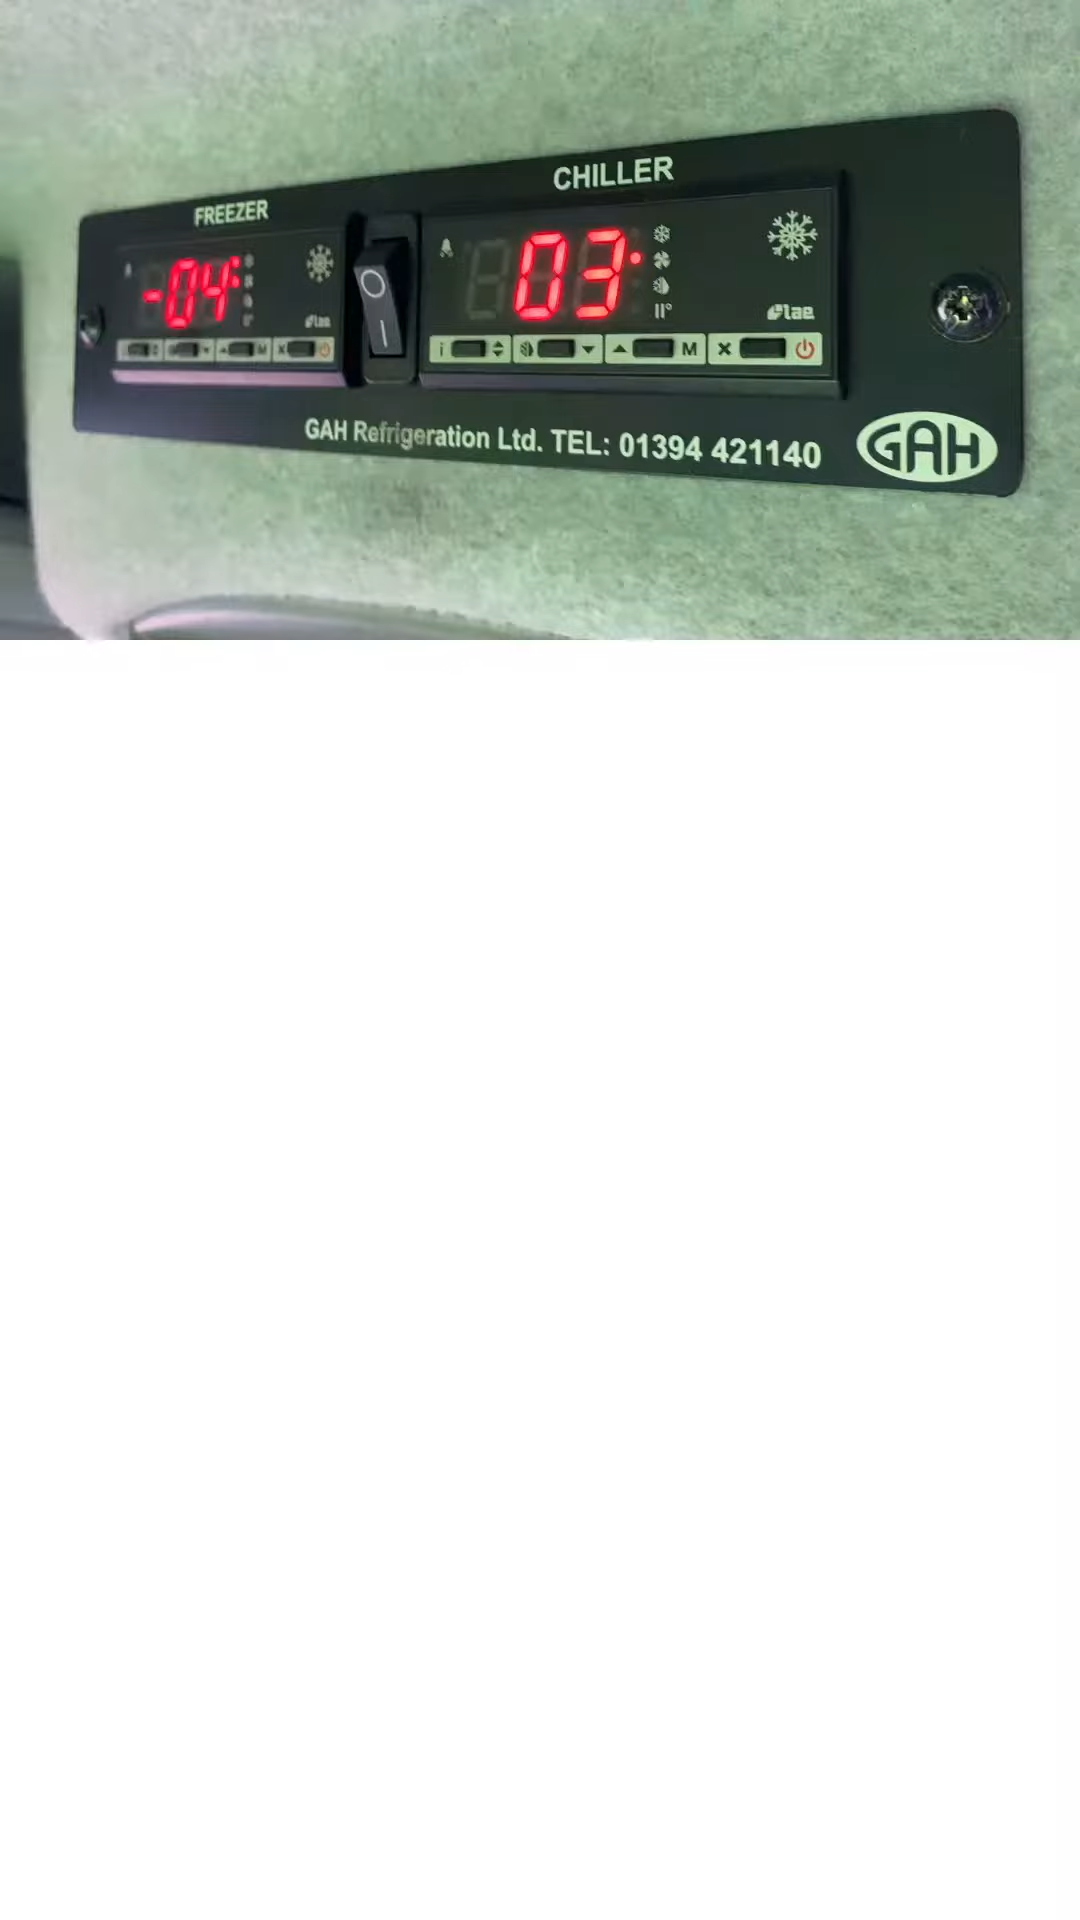 FREEZER
CHILLER
-04
03
lae
lae
i
M
X
i
M
X
GAH Refrigeration Ltd. TEL: 01394 421140
GAH